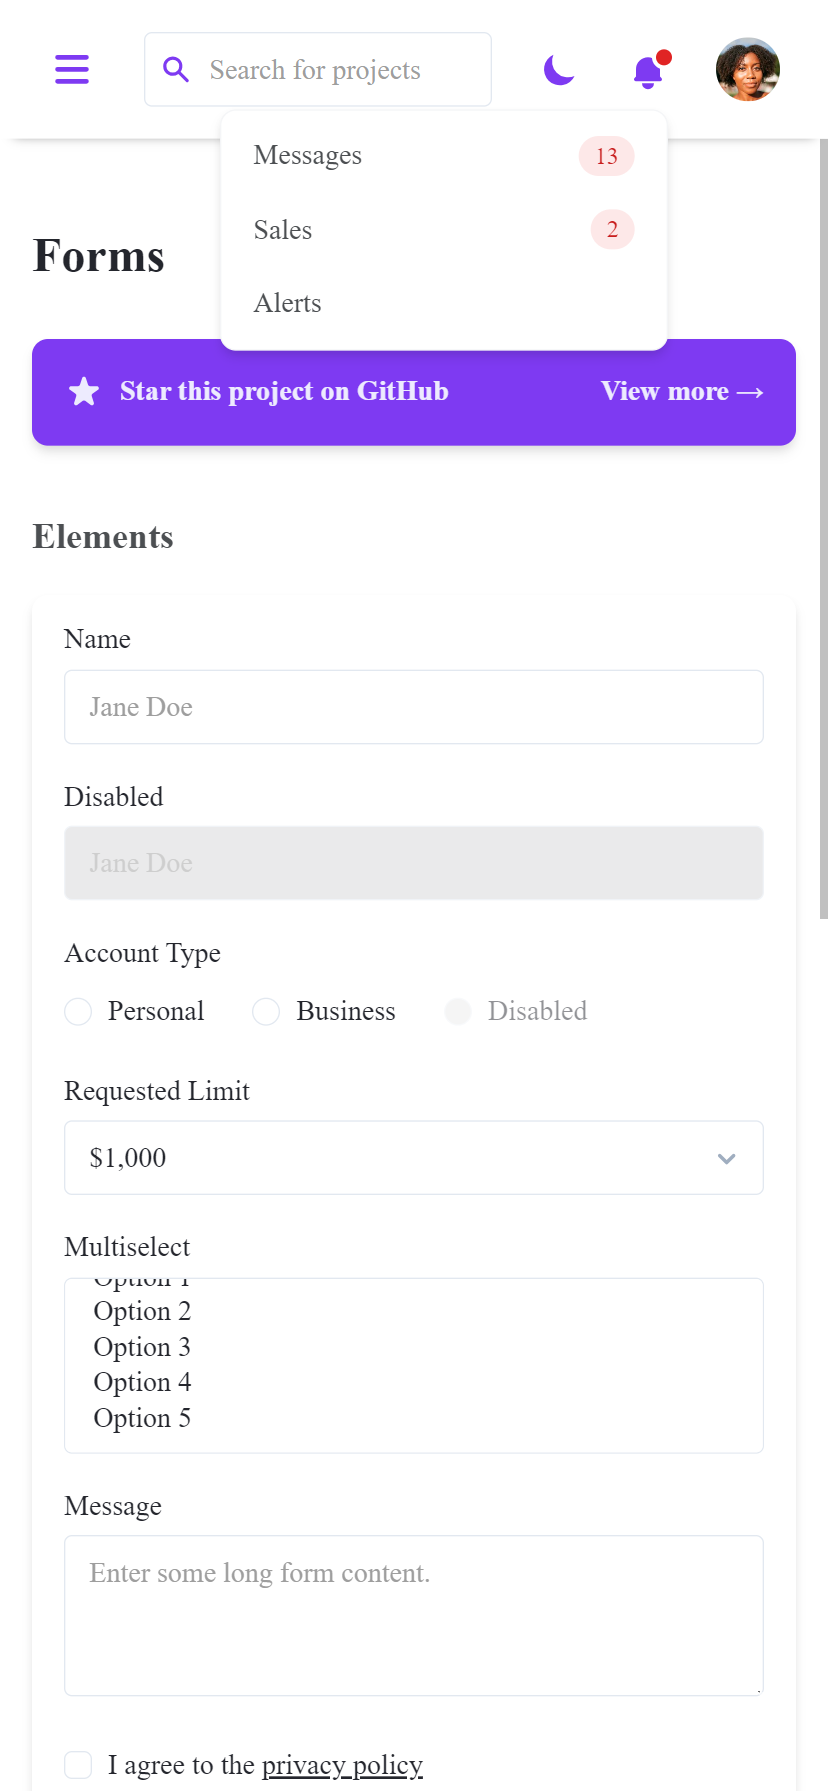 Search for projects
Messages 13
Sales 2
Alerts
Forms
Star this project on GitHub View more →
Elements
Name
Jane Doe
Disabled
Jane Doe
Account Type
Personal Business Disabled
Requested Limit
$1,000
Multiselect
Option 1
Option 2
Option 3
Option 4
Option 5
Message
Enter some long form content.
I agree to the privacy policy